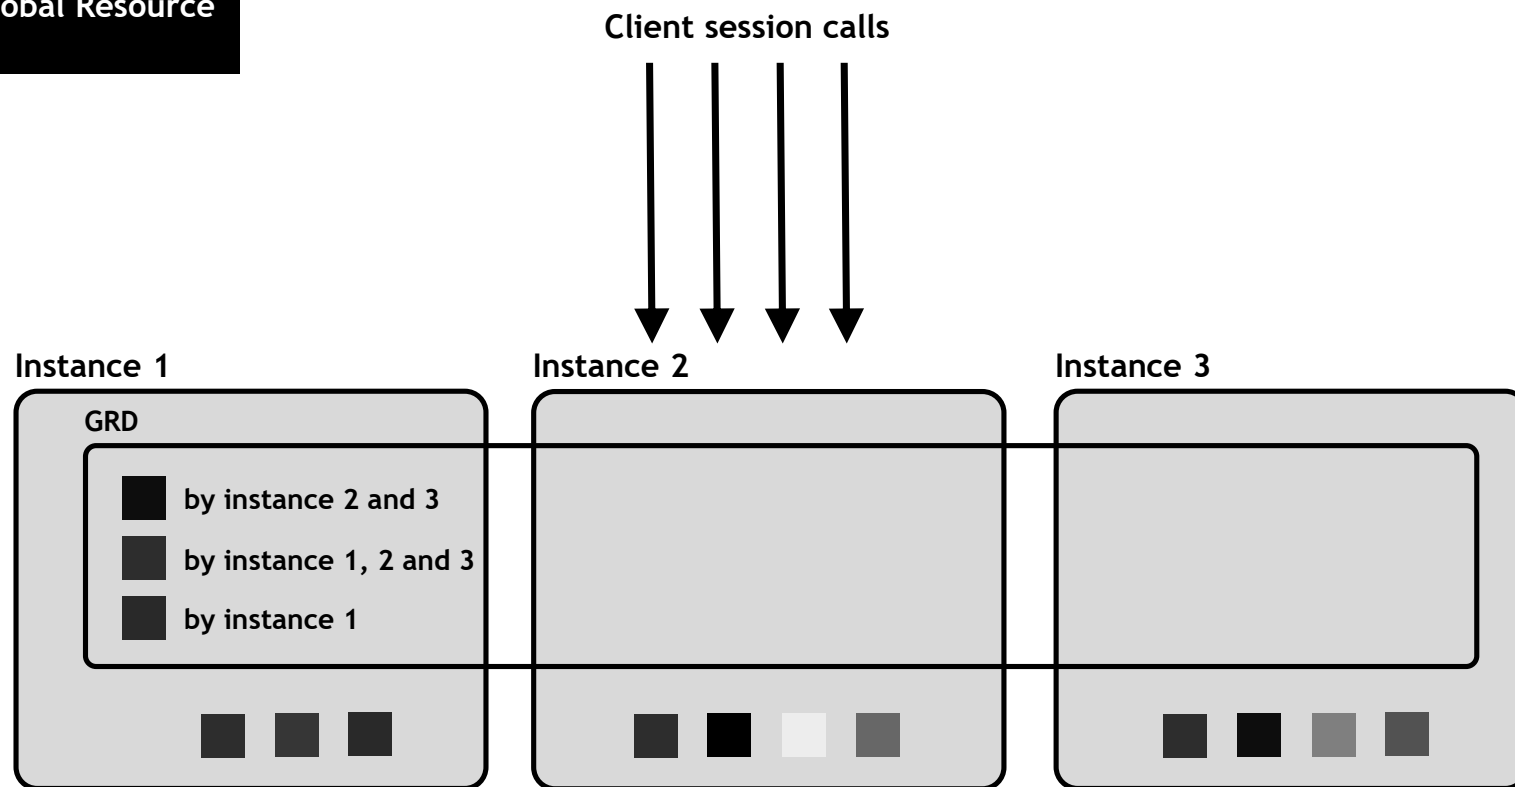 Resource
Client session calls
Instance 1
Instance 2
Instance 3
GRD
by instance 2 and 3
by instance 1, 2 and 3
by instance 1